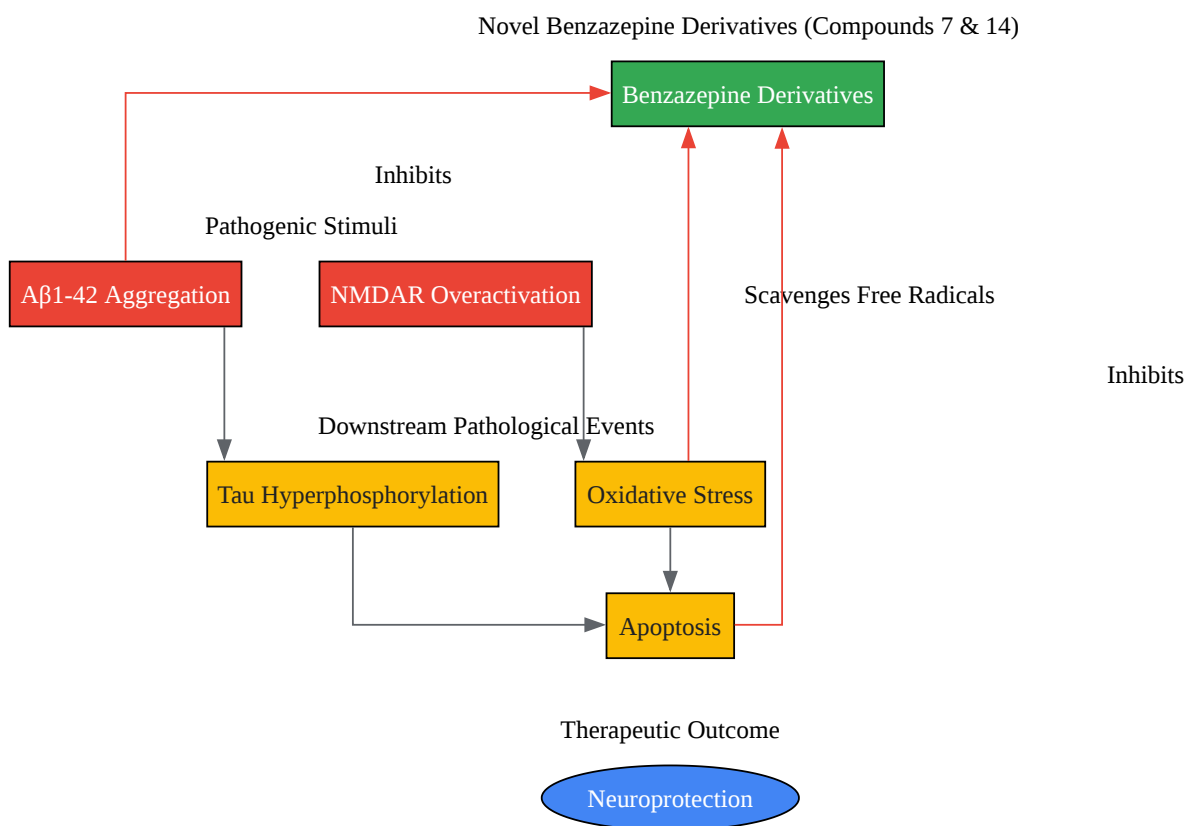 Novel Benzazepine Derivatives (Compounds 7 & 14)
Benzazepine Derivatives
Inhibits
Pathogenic Stimuli
Aβ1-42 Aggregation
NMDAR Overactivation
Scavenges Free Radicals
Inhibits
Downstream Pathological Events
Tau Hyperphosphorylation
Oxidative Stress
Apoptosis
Therapeutic Outcome
Neuroprotection